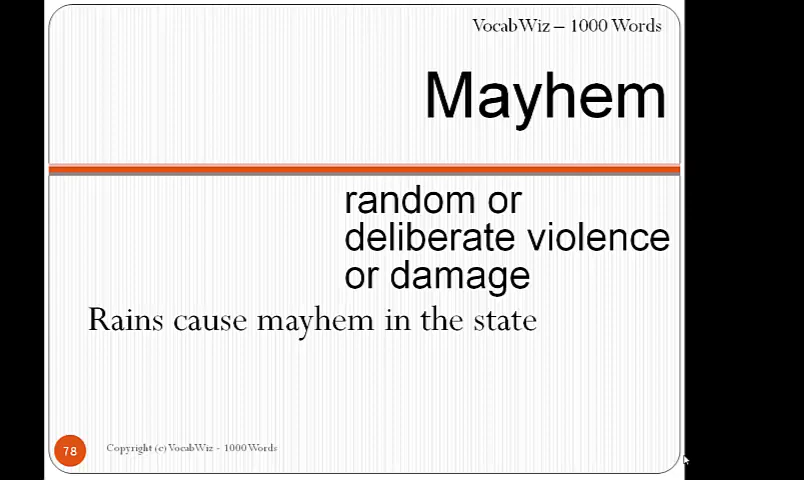 VocabWiz – 1000 Words
Mayhem
random or
deliberate violence
or damage
Rains cause mayhem in the state
78
Copyright (c) VocabWiz - 1000 Words